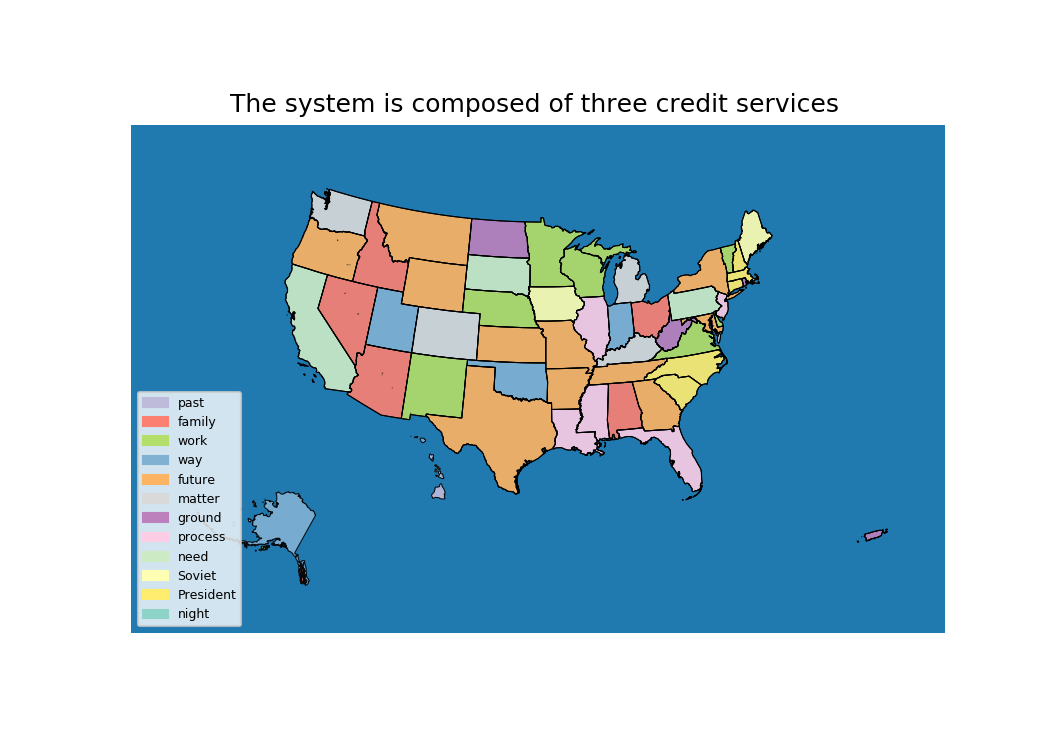 The system is composed of three credit services
past
family
work
way
future
matter
ground
process
need
Soviet
President
night